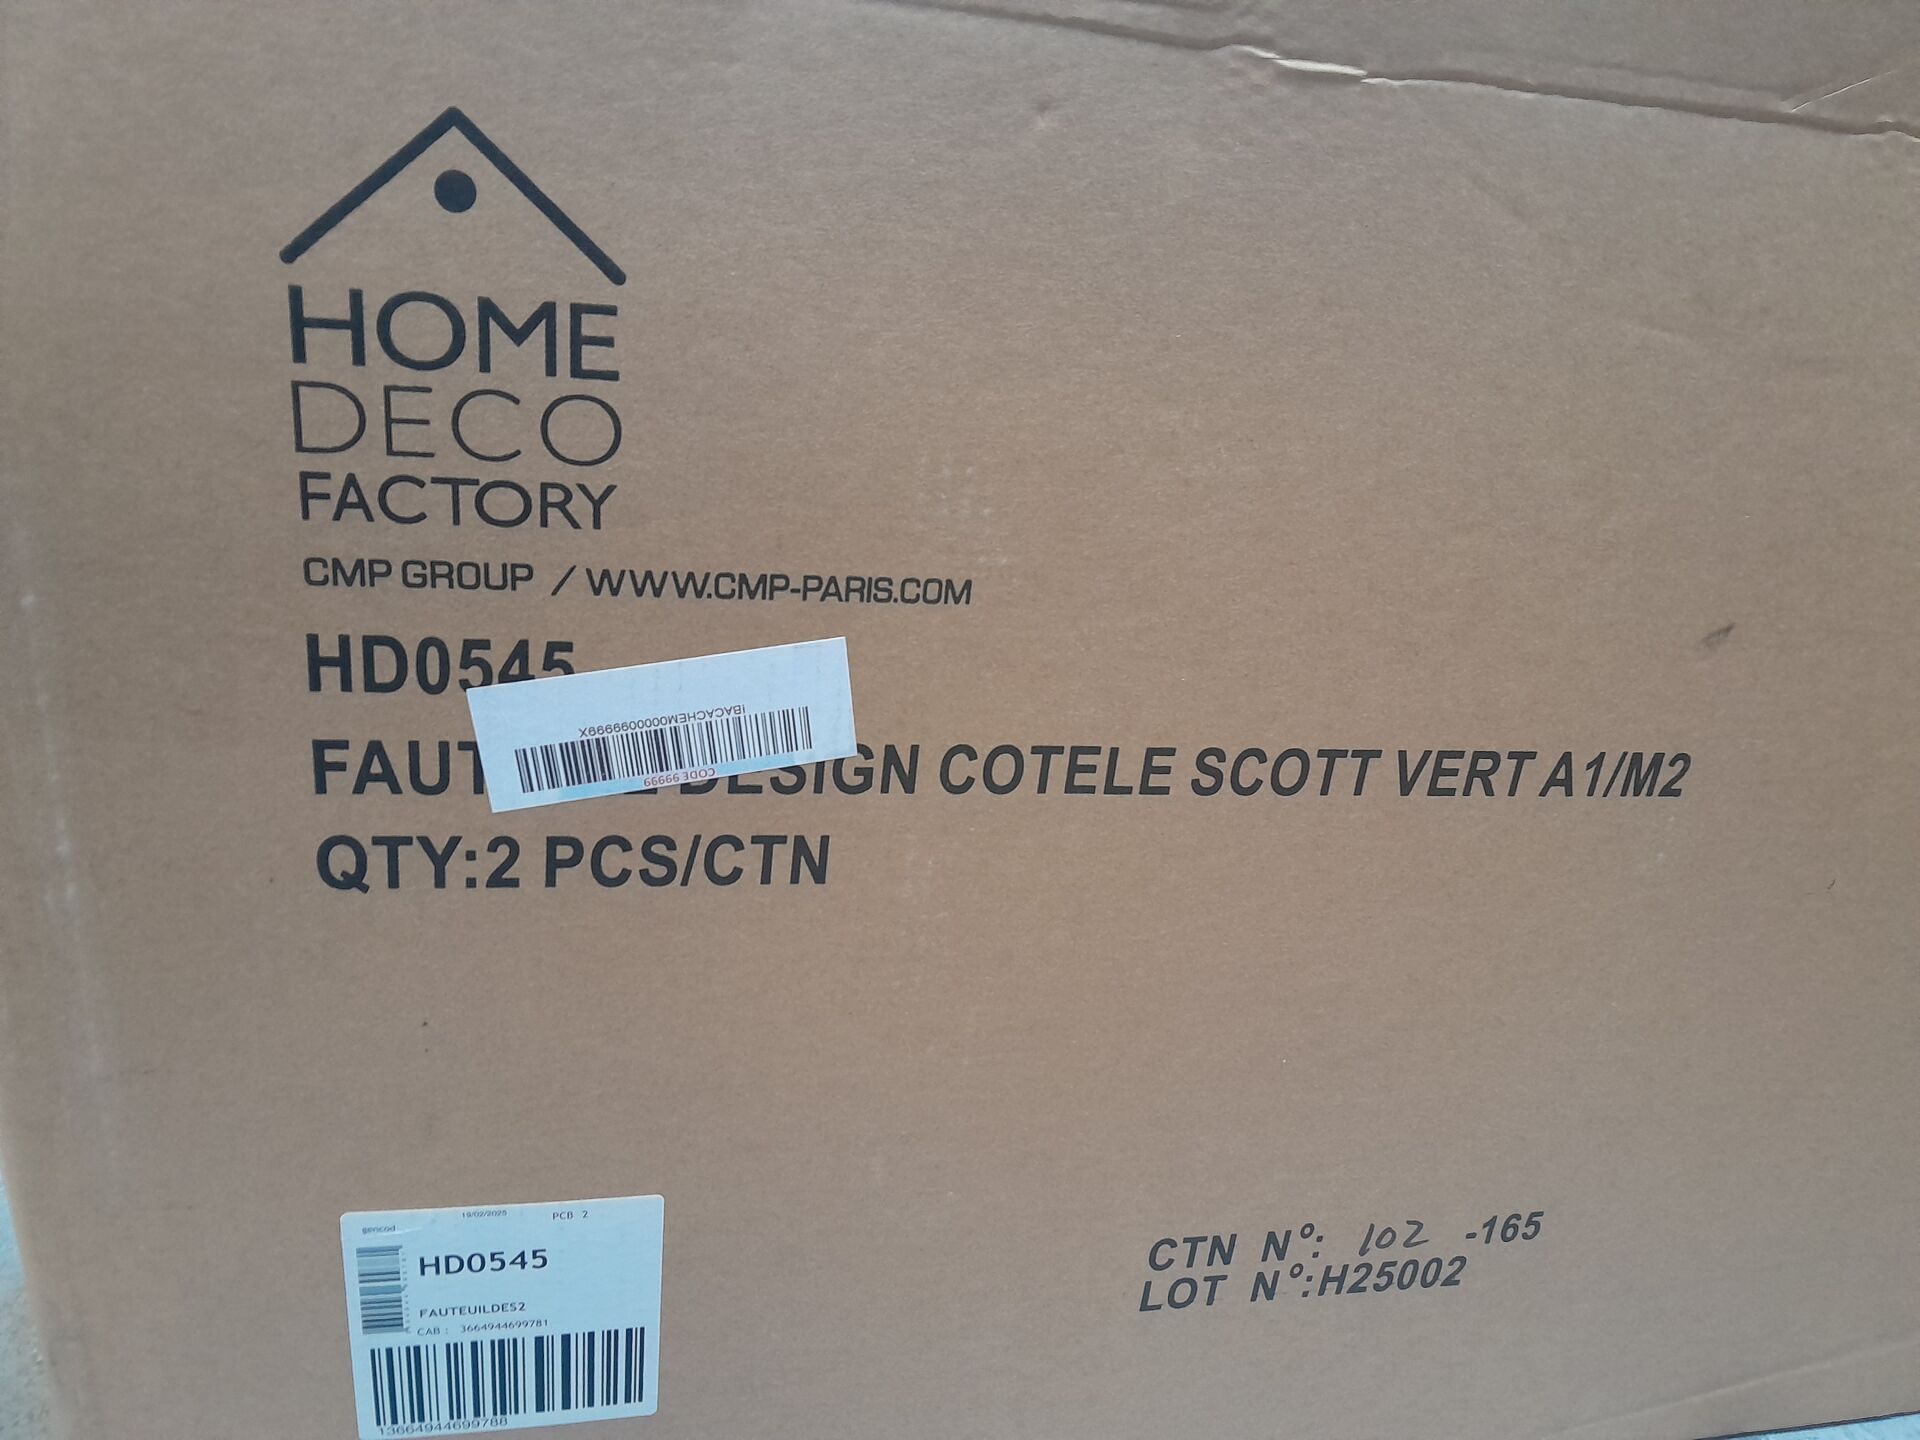 HOME
DECO
FACTORY
CMP GROUP / WWW.CMP-PARIS.COM
HD0545
iBACACHEM0000099999X
CODE 99999
FAUT DESIGN COTELE SCOTT VERT A1/M2
QTY:2 PCS/CTN
CTN N°: 102 -165
LOT N°:H25002
gencod
19/02/2025
PCB 2
HD0545
FAUTEUILDES2
CAB : 3664944699781
13664944699788